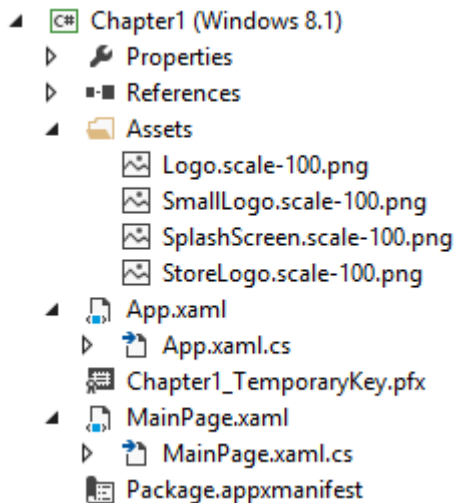 C# Chapter1 (Windows 8.1)
Properties
References
Assets
Logo.scale-100.png
SmallLogo.scale-100.png
SplashScreen.scale-100.png
StoreLogo.scale-100.png
App.xaml
App.xaml.cs
Chapter1_TemporaryKey.pfx
MainPage.xaml
MainPage.xaml.cs
Package.appxmanifest